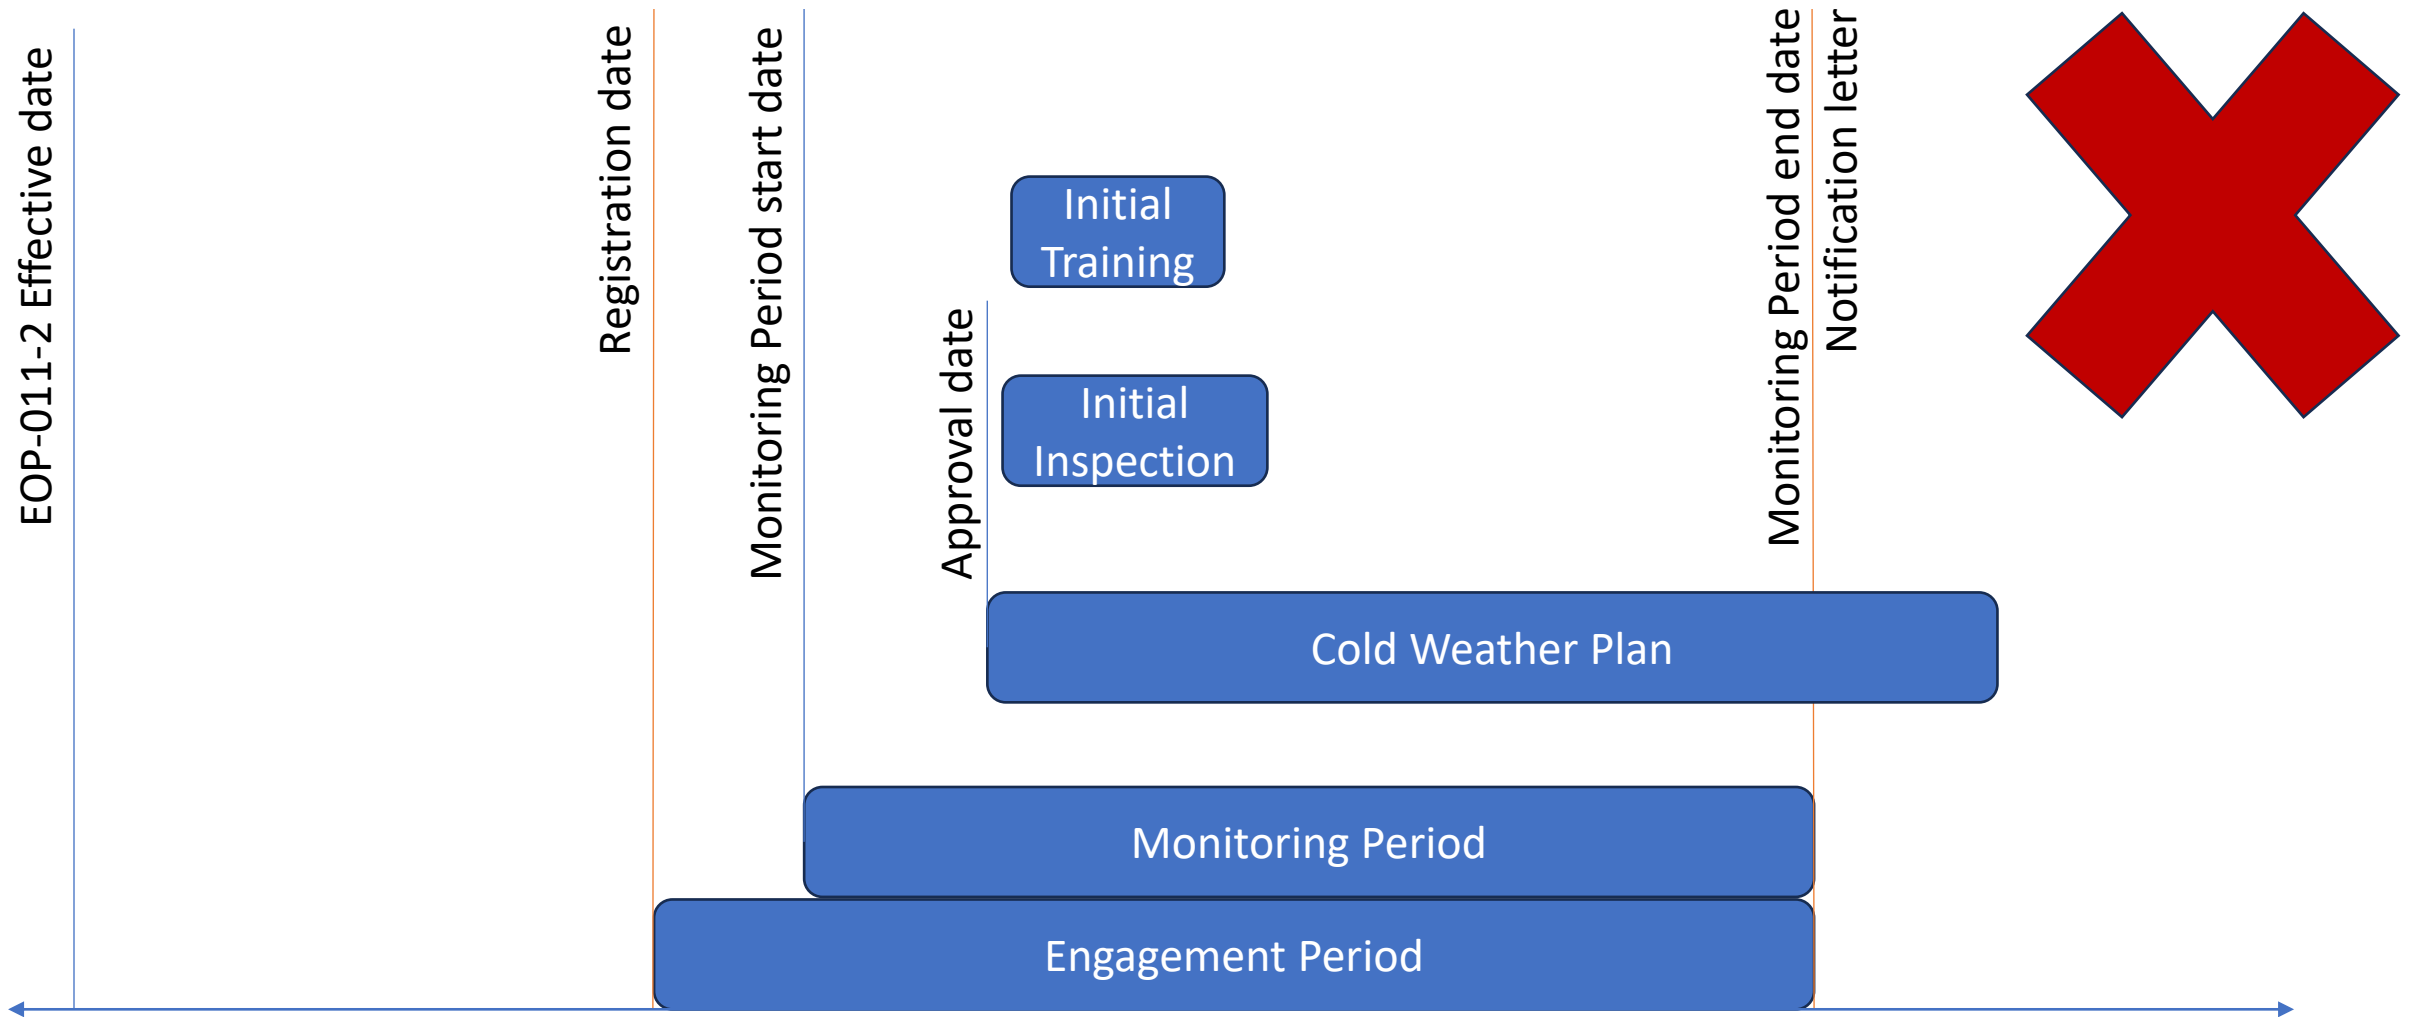 EOP-011-2 Effective date
Registration date
Monitoring Period start date
Approval date
Initial
Training
Initial
Inspection
Monitoring Period end date
Notification letter
Cold Weather Plan
Monitoring Period
Engagement Period